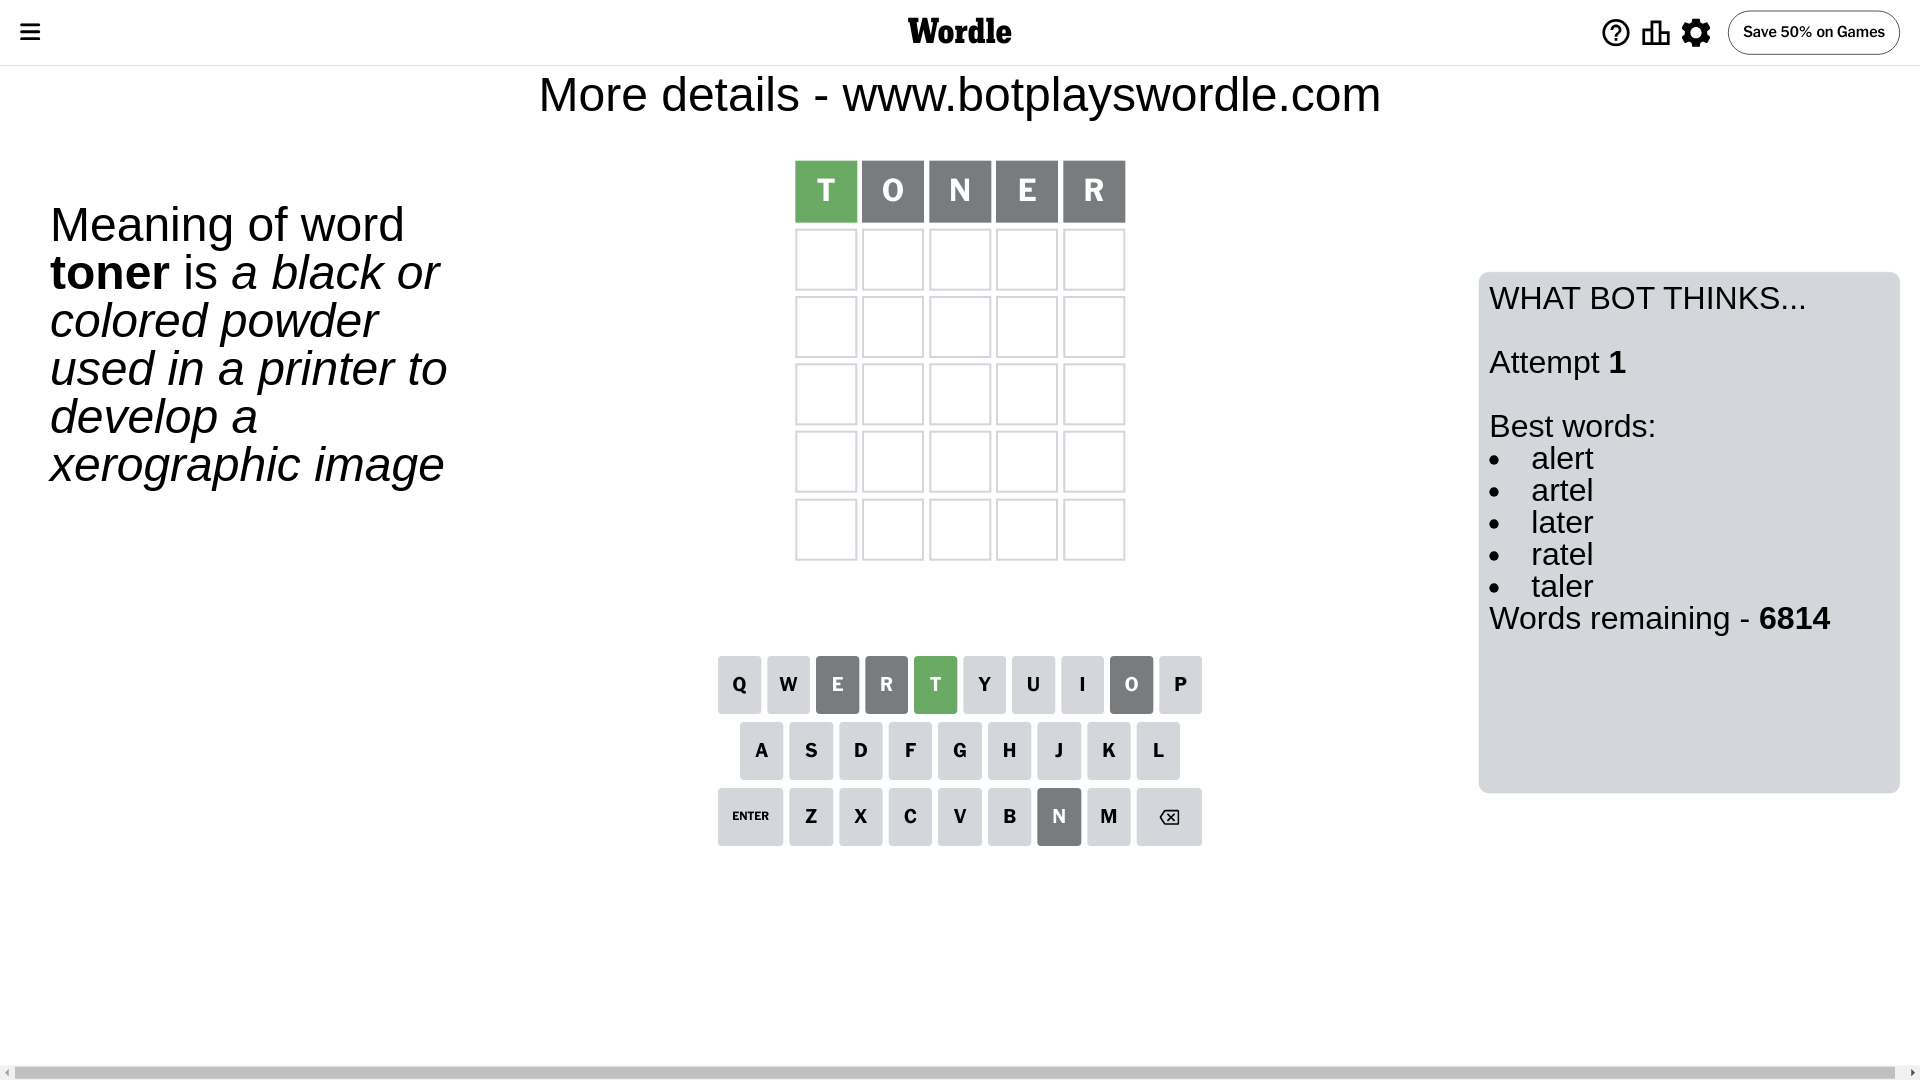 Wordle
Save 50% on Games
More details - www.botplayswordle.com
Meaning of word
toner is a black or
colored powder
used in a printer to
develop a
xerographic image
T O N E R
WHAT BOT THINKS...
Attempt 1
Best words:
• alert
• artel
• later
• ratel
• taler
Words remaining - 6814
Q W E R T Y U I O P
A S D F G H J K L
ENTER Z X C V B N M